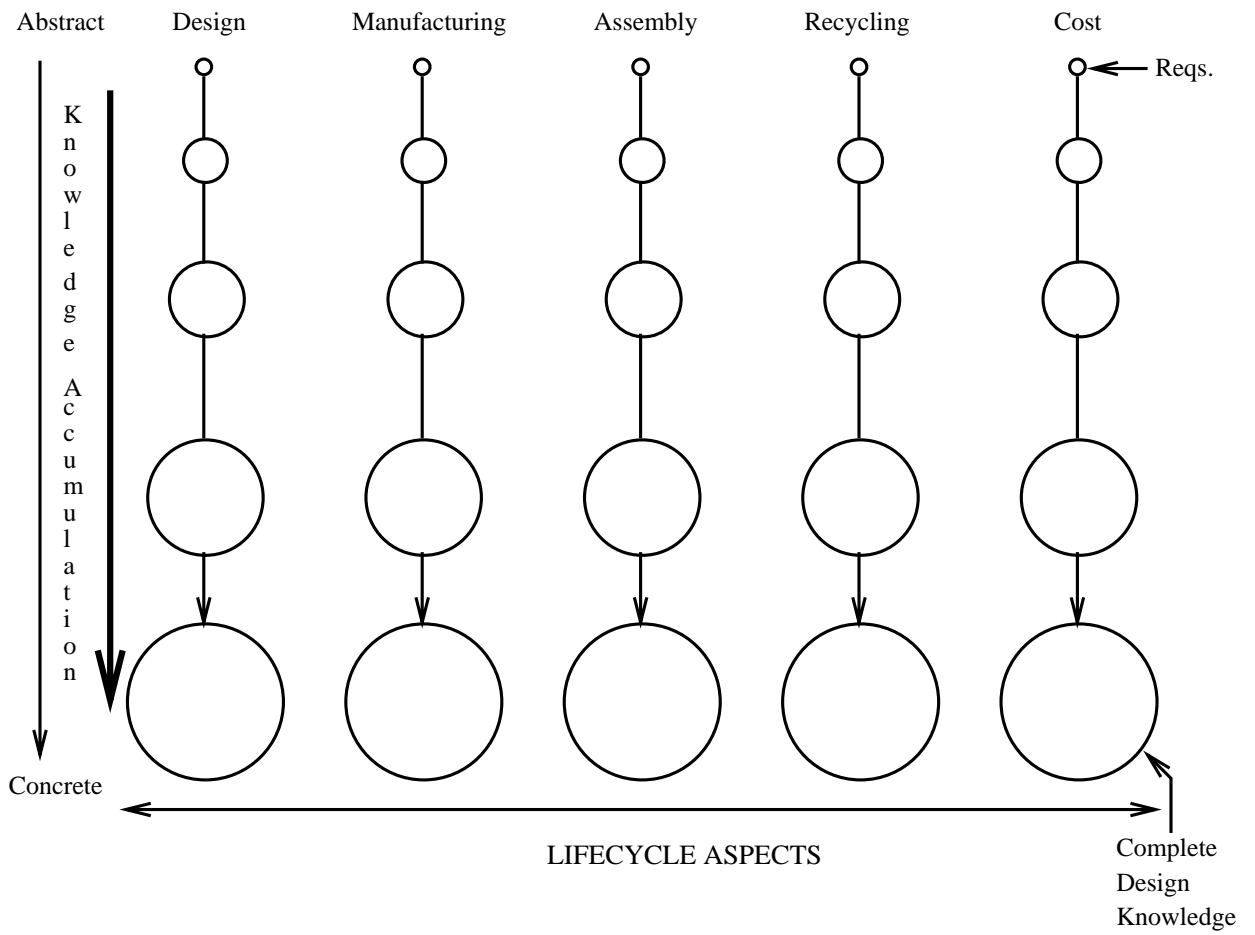 Abstract Design Manufacturing Assembly Recycling Cost
Reqs.
Knowledge Accumulation
Concrete
LIFECYCLE ASPECTS
Complete
Design
Knowledge